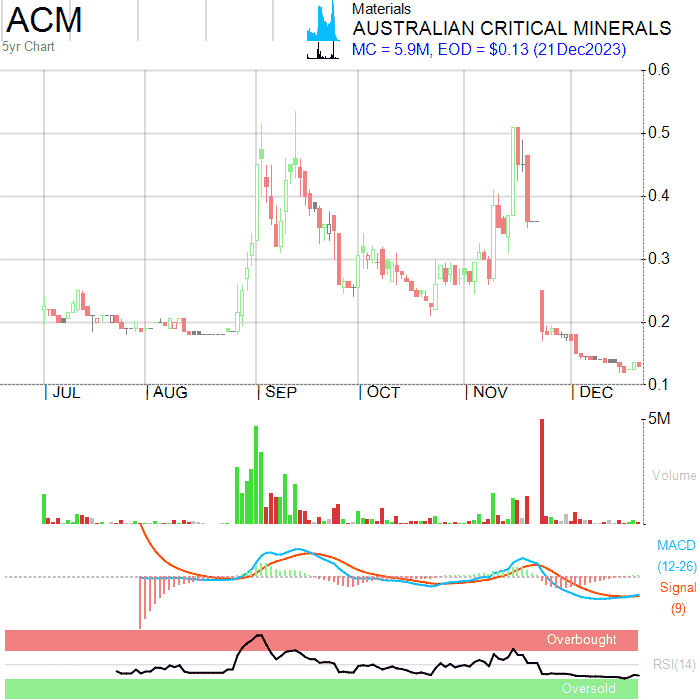 ACM
5yr Chart
Materials
AUSTRALIAN CRITICAL MINERALS
MC = 5.9M, EOD = $0.13 (21Dec2023)
0.6
0.5
0.4
0.3
0.2
0.1
JUL AUG SEP OCT NOV DEC
5M
Volume
MACD
(12-26)
Signal
(9)
Overbought
RSI(14)
Oversold